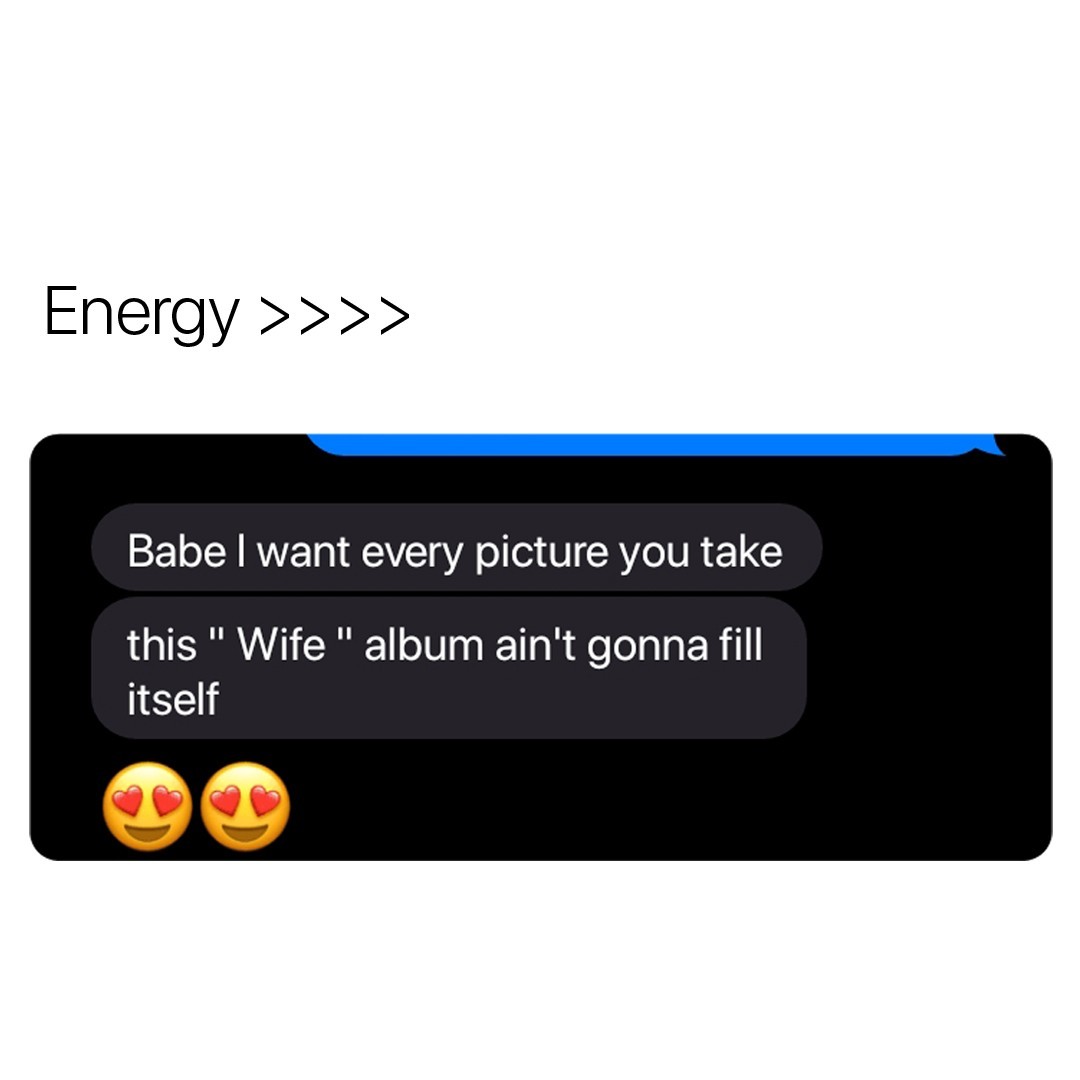 Energy >>>>
Babe I want every picture you take
this " Wife " album ain't gonna fill
itself
😍😍